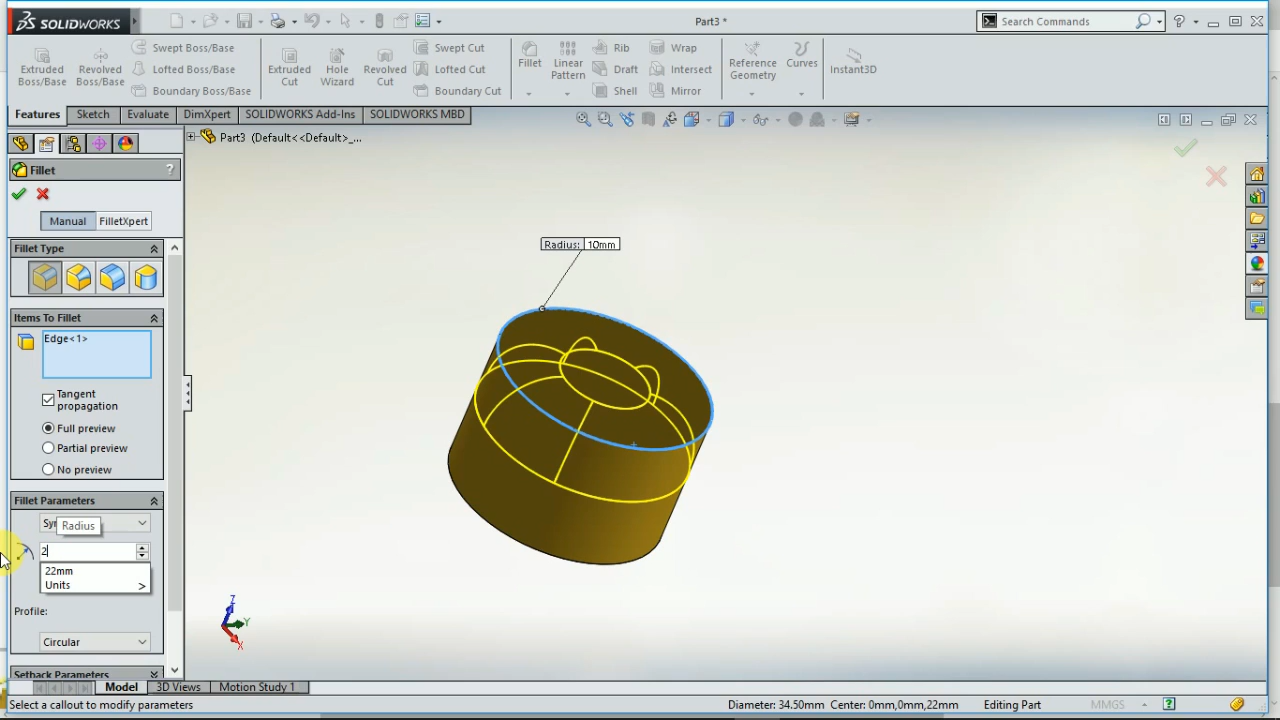 SOLIDWORKS
Part3 *
Search Commands
Extruded Boss/Base
Revolved Boss/Base
Swept Boss/Base
Lofted Boss/Base
Boundary Boss/Base
Extruded Cut
Hole Wizard
Revolved Cut
Swept Cut
Lofted Cut
Boundary Cut
Fillet
Linear Pattern
Rib
Draft
Shell
Wrap
Intersect
Mirror
Reference Geometry
Curves
Instant3D
Features
Sketch
Evaluate
DimXpert
SOLIDWORKS Add-Ins
SOLIDWORKS MBD
Part3 (Default<<Default>_...
Fillet
?
Manual
FilletXpert
Fillet Type
Items To Fillet
Edge<1>
Tangent propagation
Full preview
Partial preview
No preview
Fillet Parameters
Syn
Radius
2
22mm
Units >
Profile:
Circular
Setback Parameters
Radius: 10mm
Z
Y
X
Model
3D Views
Motion Study 1
Select a callout to modify parameters
Diameter: 34.50mm Center: 0mm,0mm,22mm
Editing Part
MMGS
?